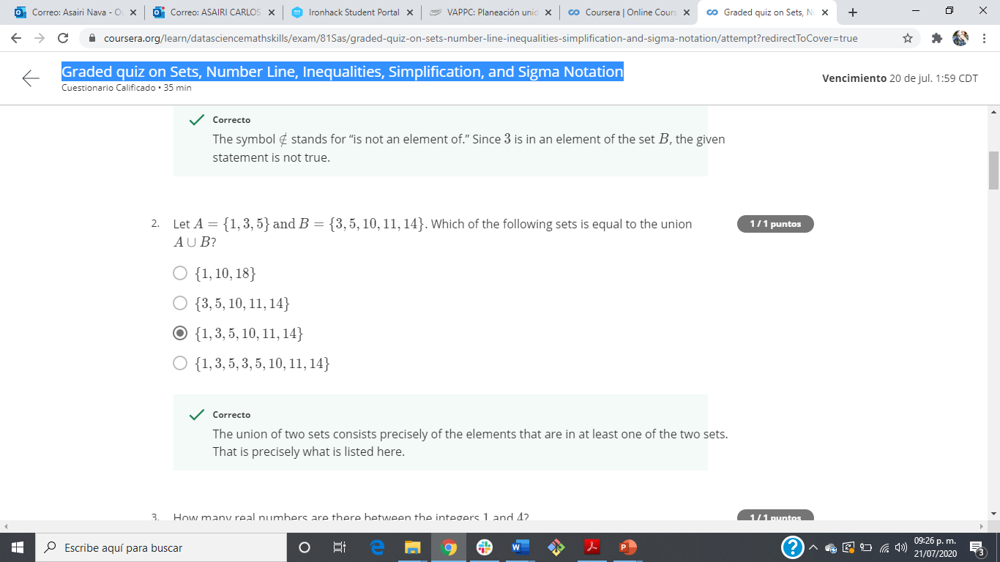 Correo: Asairi Nava - O
Correo: ASAIRI CARLOS
Ironhack Student Portal
VAPPC: Planeación unid
Coursera | Online Cours
Graded quiz on Sets, N
coursera.org/learn/datasciencemathskills/exam/81Sas/graded-quiz-on-sets-number-line-inequalities-simplification-and-sigma-notation/attempt?redirectToCover=true
Graded quiz on Sets, Number Line, Inequalities, Simplification, and Sigma Notation
Cuestionario Calificado • 35 min
Vencimiento 20 de jul. 1:59 CDT
Correcto
The symbol ∉ stands for “is not an element of.” Since 3 is in an element of the set B, the given
statement is not true.
2. Let A = {1, 3, 5} and B = {3, 5, 10, 11, 14}. Which of the following sets is equal to the union
A ∪ B?
1 / 1 puntos
{1, 10, 18}
{3, 5, 10, 11, 14}
{1, 3, 5, 10, 11, 14}
{1, 3, 5, 3, 5, 10, 11, 14}
Correcto
The union of two sets consists precisely of the elements that are in at least one of the two sets.
That is precisely what is listed here.
3. How many real numbers are there between the integers 1 and 4?
1 / 1 puntos
Escribe aquí para buscar
09:26 p. m.
21/07/2020
3